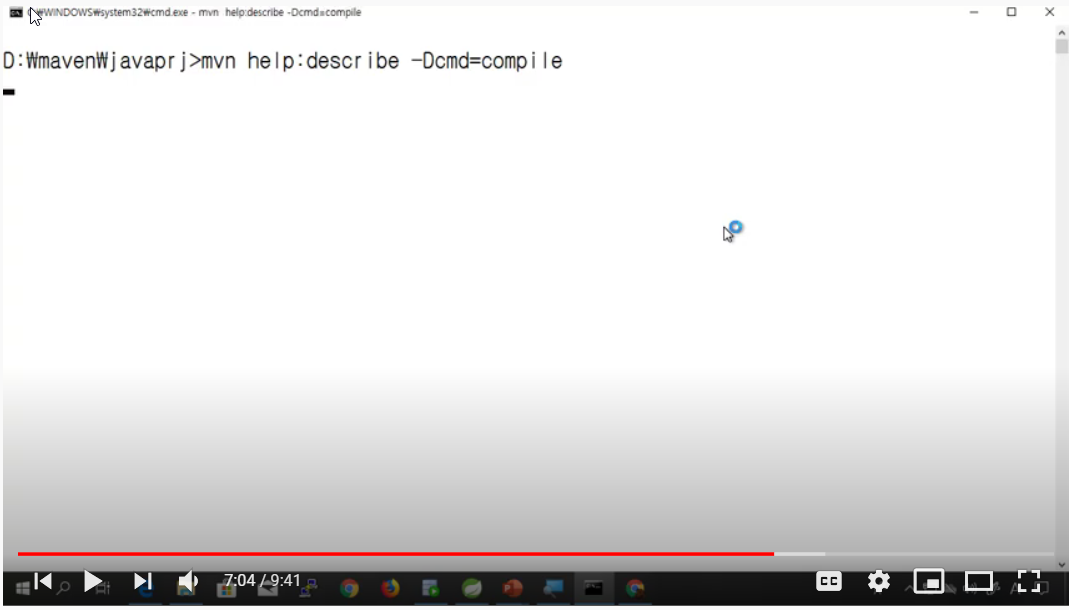 C:₩WINDOWS₩system32₩cmd.exe - mvn help:describe -Dcmd=compile
D:₩maven₩javaprj>mvn help:describe -Dcmd=compile
7:04 / 9:41
CC